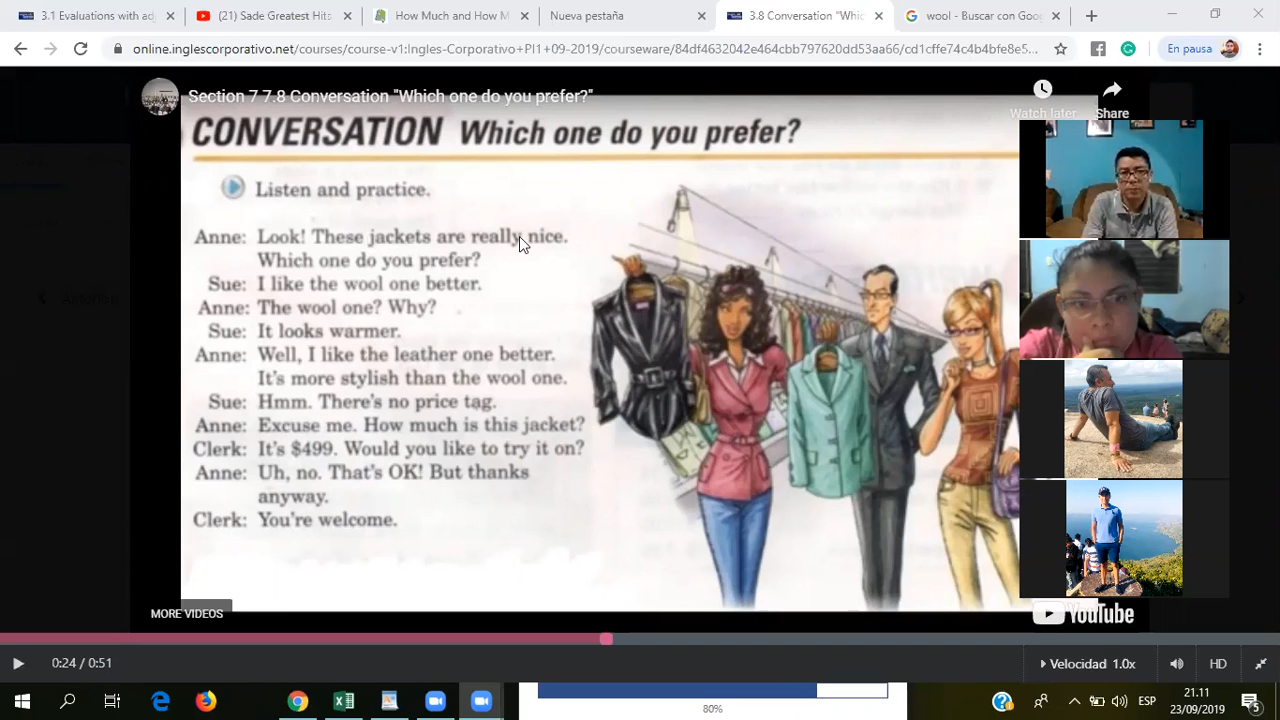 3.1 Evaluations with adj
(21) Sade Greatest Hits
How Much and How M
Nueva pestaña
3.8 Conversation "Whic
wool - Buscar con Goo
online.inglescorporativo.net/courses/course-v1:Ingles-Corporativo+PI1+09-2019/courseware/84df4632042e464cbb797620dd53aa66/cd1cffe74c4b4bfe8e5...
En pausa
Section 7 7.8 Conversation "Which one do you prefer?"
Watch later
Share
CONVERSATION Which one do you prefer?
Listen and practice.
Anne: Look! These jackets are really nice.
Which one do you prefer?
Sue: I like the wool one better.
Anne: The wool one? Why?
Sue: It looks warmer.
Anne: Well, I like the leather one better.
It's more stylish than the wool one.
Sue: Hmm. There's no price tag.
Anne: Excuse me. How much is this jacket?
Clerk: It's $499. Would you like to try it on?
Anne: Uh, no. That's OK! But thanks
anyway.
Clerk: You're welcome.
MORE VIDEOS
YouTube
0:24 / 0:51
Velocidad 1.0x
HD
ESP
21.11
23/09/2019
5
80%